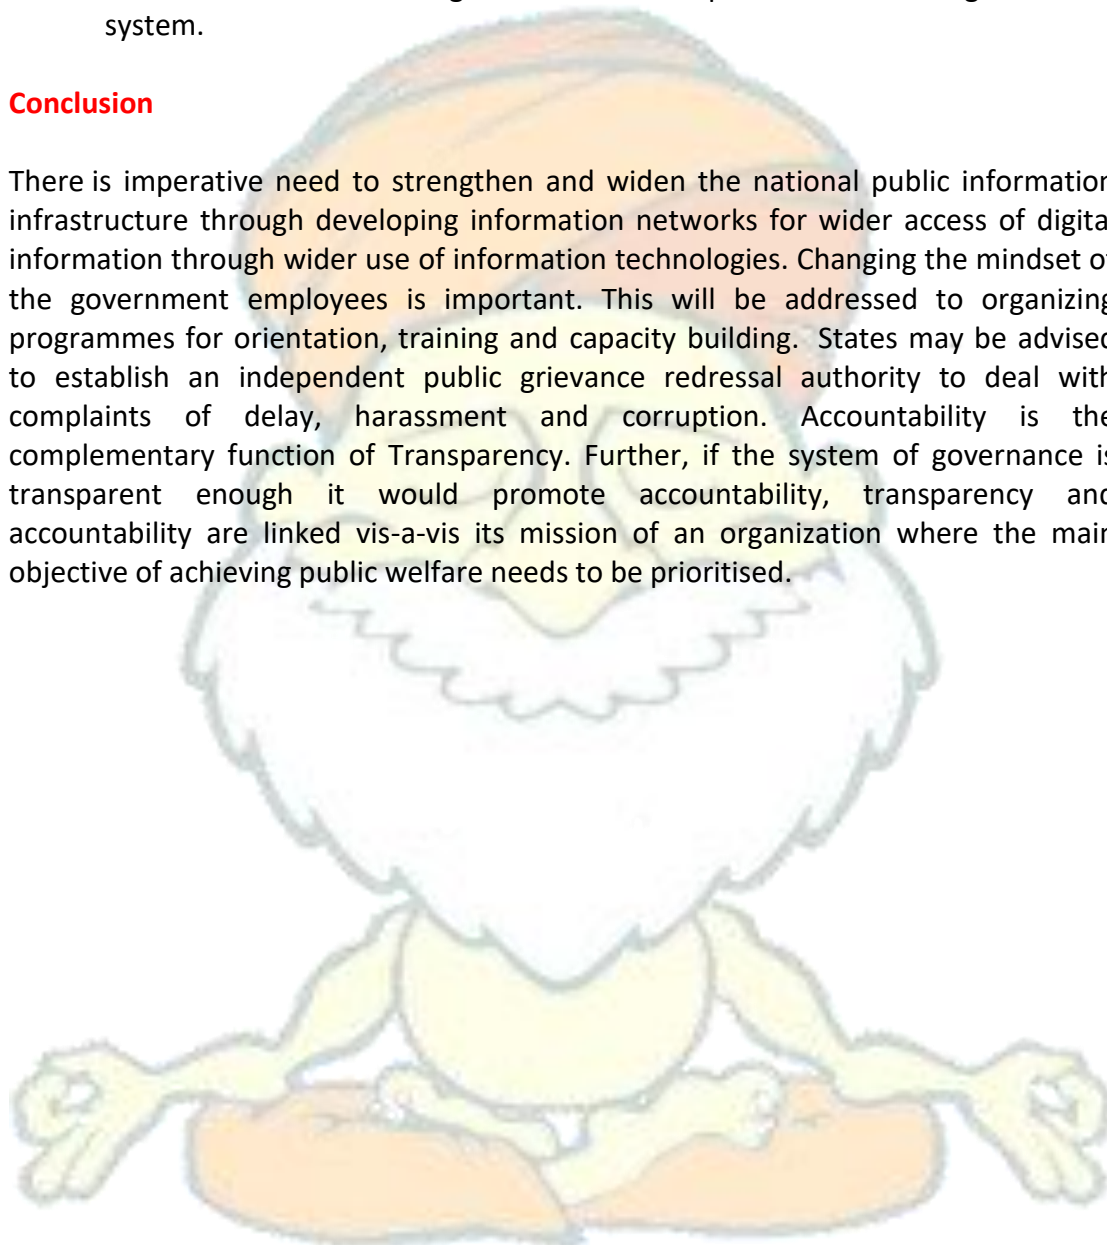 system.
Conclusion
There is imperative need to strengthen and widen the national public information
infrastructure through developing information networks for wider access of digital
information through wider use of information technologies. Changing the mindset of
the government employees is important. This will be addressed to organizing
programmes for orientation, training and capacity building. States may be advised
to establish an independent public grievance redressal authority to deal with
complaints of delay, harassment and corruption. Accountability is the
complementary function of Transparency. Further, if the system of governance is
transparent enough it would promote accountability, transparency and
accountability are linked vis-a-vis its mission of an organization where the main
objective of achieving public welfare needs to be prioritised.